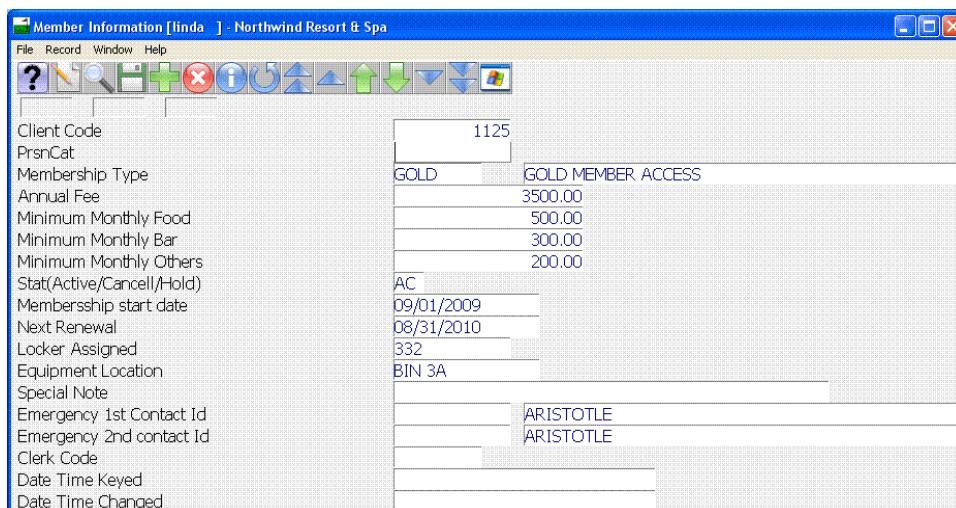 Member Information [linda   ] - Northwind Resort & Spa
File Record Window Help
?
Client Code 1125
PrsnCat
Membership Type GOLD GOLD MEMBER ACCESS
Annual Fee 3500.00
Minimum Monthly Food 500.00
Minimum Monthly Bar 300.00
Minimum Monthly Others 200.00
Stat(Active/Cancell/Hold) AC
Memberssship start date 09/01/2009
Next Renewal 08/31/2010
Locker Assigned 332
Equipment Location BIN 3A
Special Note
Emergency 1st Contact Id ARISTOTLE
Emergency 2nd contact Id ARISTOTLE
Clerk Code
Date Time Keyed
Date Time Changed